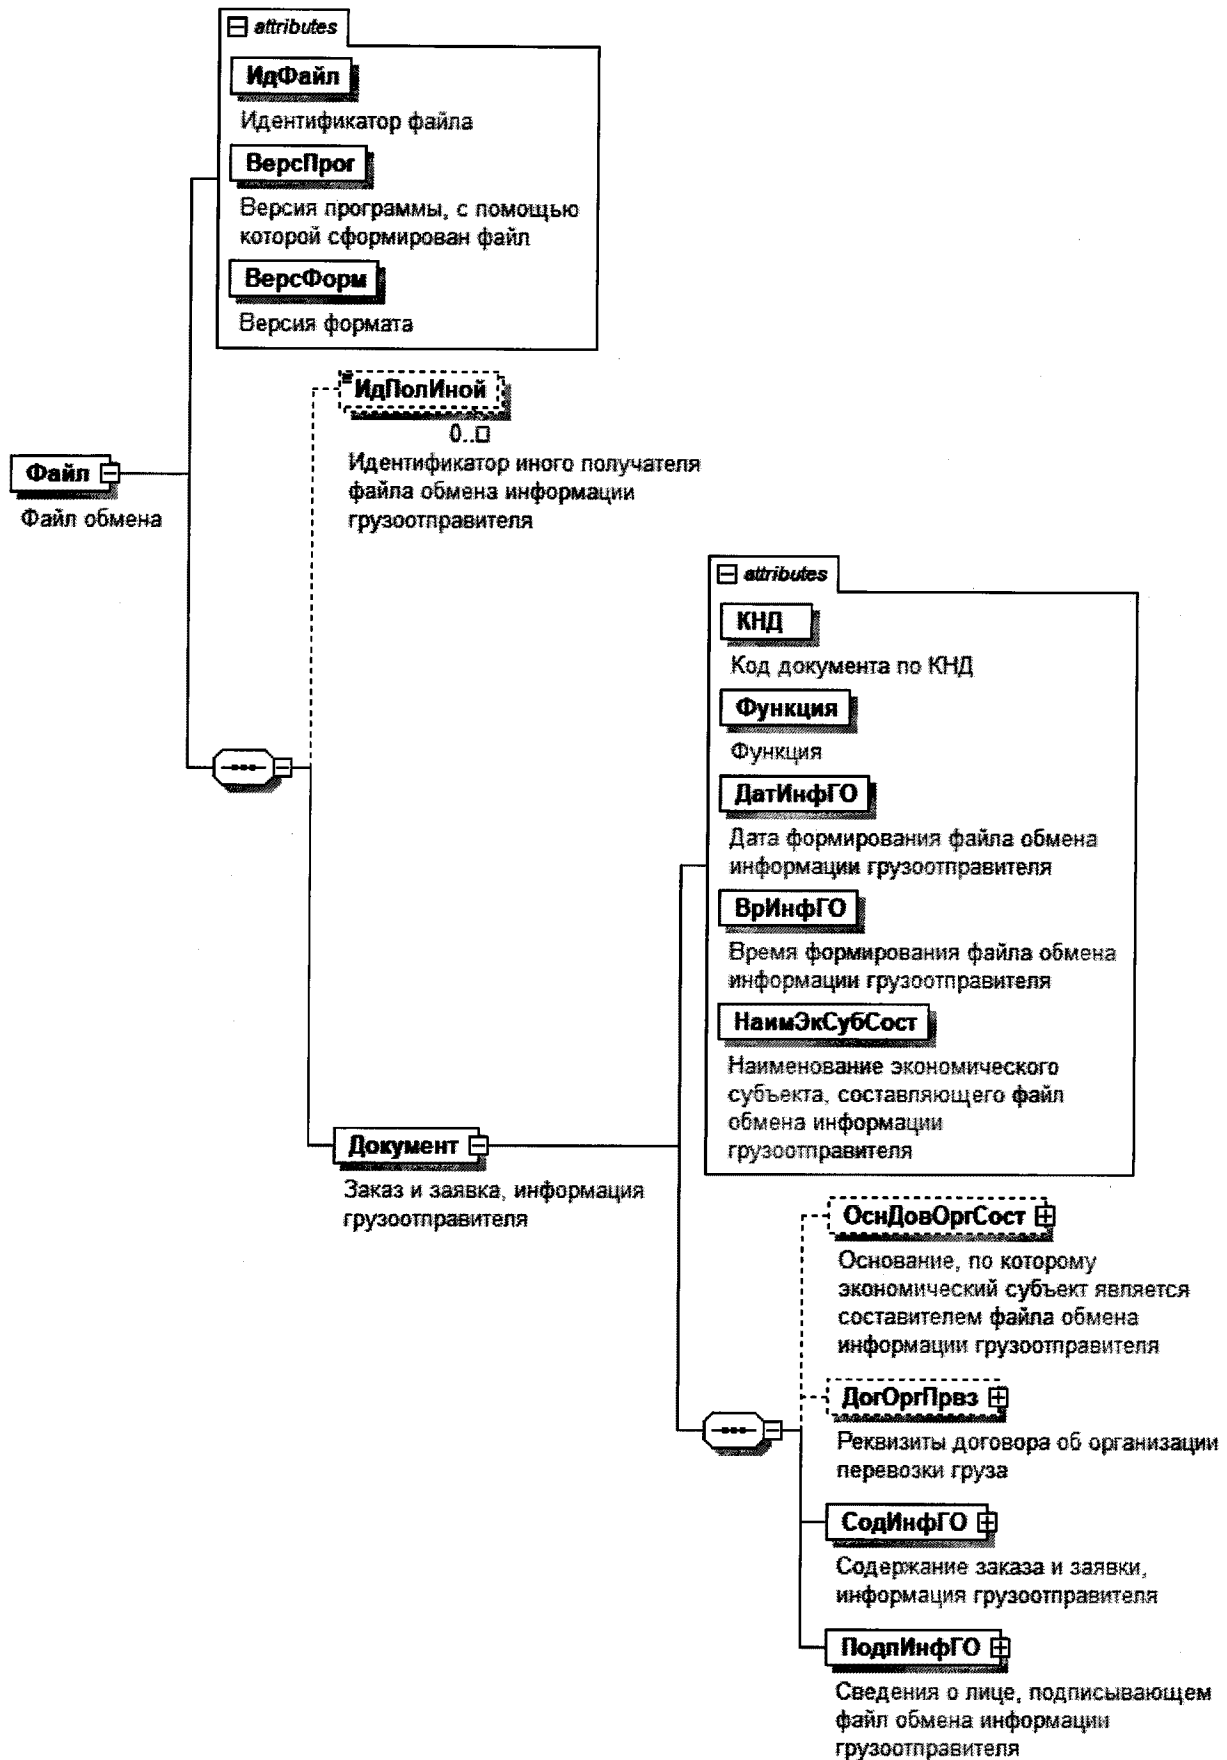 attributes
ИдФайл
Идентификатор файла
ВерсПрог
Версия программы, с помощью
которой сформирован файл
ВерсФорм
Версия формата
ИдПолИной
0..□
Идентификатор иного получателя
файла обмена информации
грузоотправителя
Файл
Файл обмена
attributes
КНД
Код документа по КНД
Функция
Функция
ДатИнфГО
Дата формирования файла обмена
информации грузоотправителя
ВрИнфГО
Время формирования файла обмена
информации грузоотправителя
НаимЭкСубСост
Наименование экономического
субъекта, составляющего файл
обмена информации
грузоотправителя
Документ
Заказ и заявка, информация
грузоотправителя
ОснДовОргСост
Основание, по которому
экономический субъект является
составителем файла обмена
информации грузоотправителя
ДогОргПрвз
Реквизиты договора об организации
перевозки груза
СодИнфГО
Содержание заказа и заявки,
информация грузоотправителя
ПодпИнфГО
Сведения о лице, подписывающем
файл обмена информации
грузоотправителя